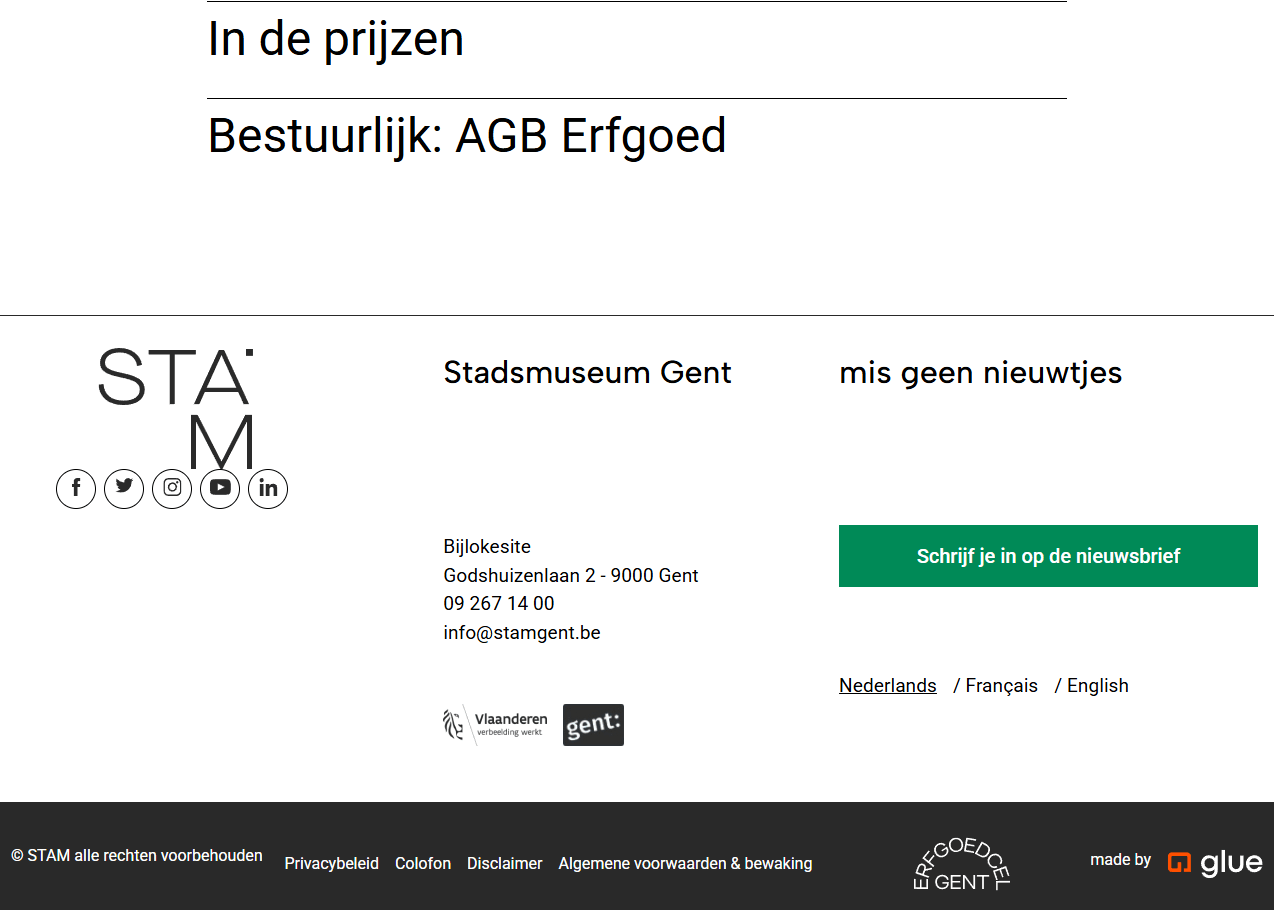 In de prijzen
Bestuurlijk: AGB Erfgoed
STA
M
Stadsmuseum Gent
mis geen nieuwtjes
Bijlokesite
Godshuizenlaan 2 - 9000 Gent
09 267 14 00
info@stamgent.be
Schrijf je in op de nieuwsbrief
Nederlands / Français / English
Vlaanderen
verbeelding werkt
gent:
© STAM alle rechten voorbehouden
Privacybeleid Colofon Disclaimer Algemene voorwaarden & bewaking
ERFGOEDCEL
GENT
made by glue